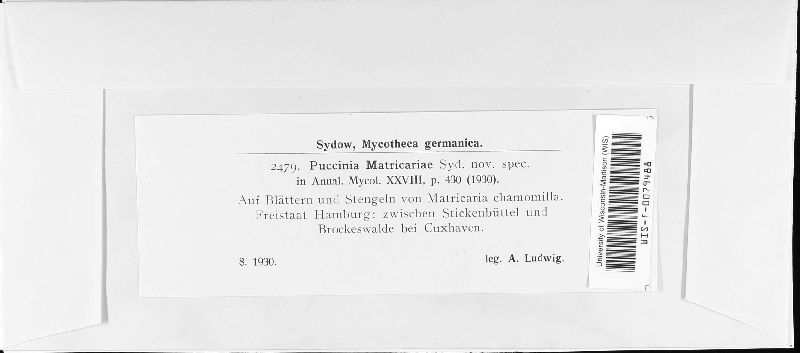 Sydow, Mycotheca germanica.
2479. Puccinia Matricariae Syd. nov. spec.
in Annal. Mycol. XXVIII, p. 430 (1930).
Auf Blättern und Stengeln von Matricaria chamomilla.
Freistaat Hamburg: zwischen Stickenbüttel und
Brockeswalde bei Cuxhaven.
8. 1930.
leg. A. Ludwig.
University of Wisconsin-Madison (WIS)
WIS-f-0079488